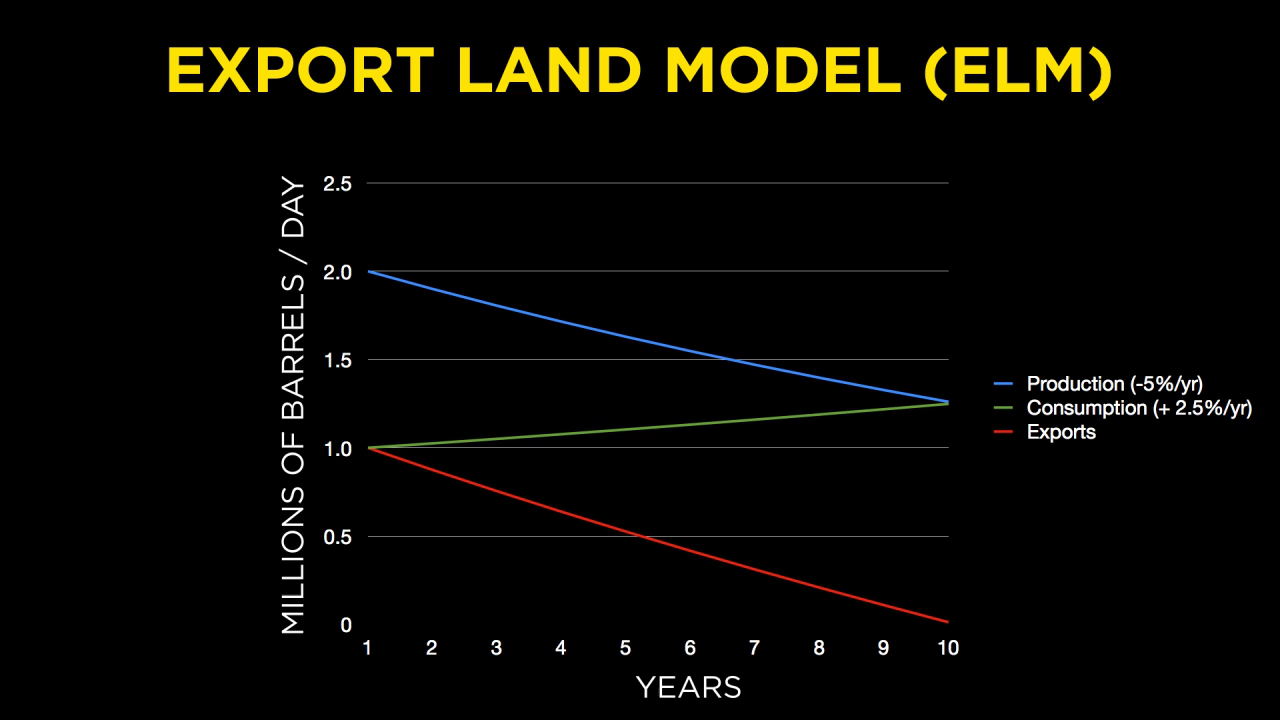 EXPORT LAND MODEL (ELM)
MILLIONS OF BARRELS / DAY
2.5
2.0
1.5
1.0
0.5
0
1 2 3 4 5 6 7 8 9 10
YEARS
Production (-5%/yr)
Consumption (+ 2.5%/yr)
Exports